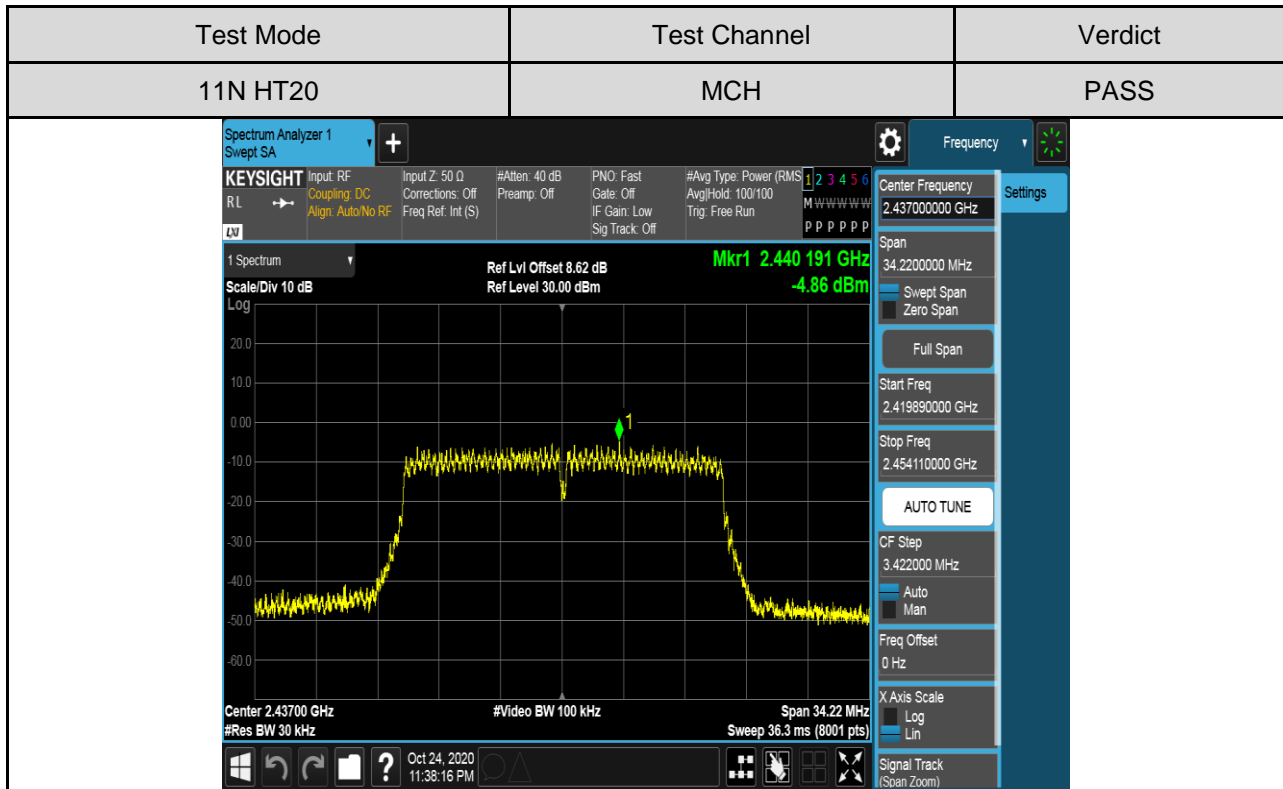 Test Mode Test Channel Verdict
11N HT20 MCH PASS
Spectrum Analyzer 1
Swept SA
+
Frequency
KEYSIGHT Input: RF Input Z: 50 Ω #Atten: 40 dB PNO: Fast #Avg Type: Power (RMS 1 2 3 4 5 6
RL Coupling: DC Corrections: Off Preamp: Off Gate: Off Avg|Hold: 100/100 M W W W W W
Align: Auto/No RF Freq Ref: Int (S) IF Gain: Low Trig: Free Run
LXI Sig Track: Off P P P P P P
1 Spectrum
Ref Lvl Offset 8.62 dB Mkr1 2.440 191 GHz
Scale/Div 10 dB Ref Level 30.00 dBm -4.86 dBm
Log
20.0
10.0
0.00
1
-10.0
-20.0
-30.0
-40.0
-50.0
-60.0
Center 2.43700 GHz #Video BW 100 kHz Span 34.22 MHz
#Res BW 30 kHz Sweep 36.3 ms (8001 pts)
Center Frequency
2.437000000 GHz
Settings
Span
34.2200000 MHz
Swept Span
Zero Span
Full Span
Start Freq
2.419890000 GHz
Stop Freq
2.454110000 GHz
AUTO TUNE
CF Step
3.422000 MHz
Auto
Man
Freq Offset
0 Hz
X Axis Scale
Log
Lin
Signal Track
(Span Zoom)
?
Oct 24, 2020
11:38:16 PM